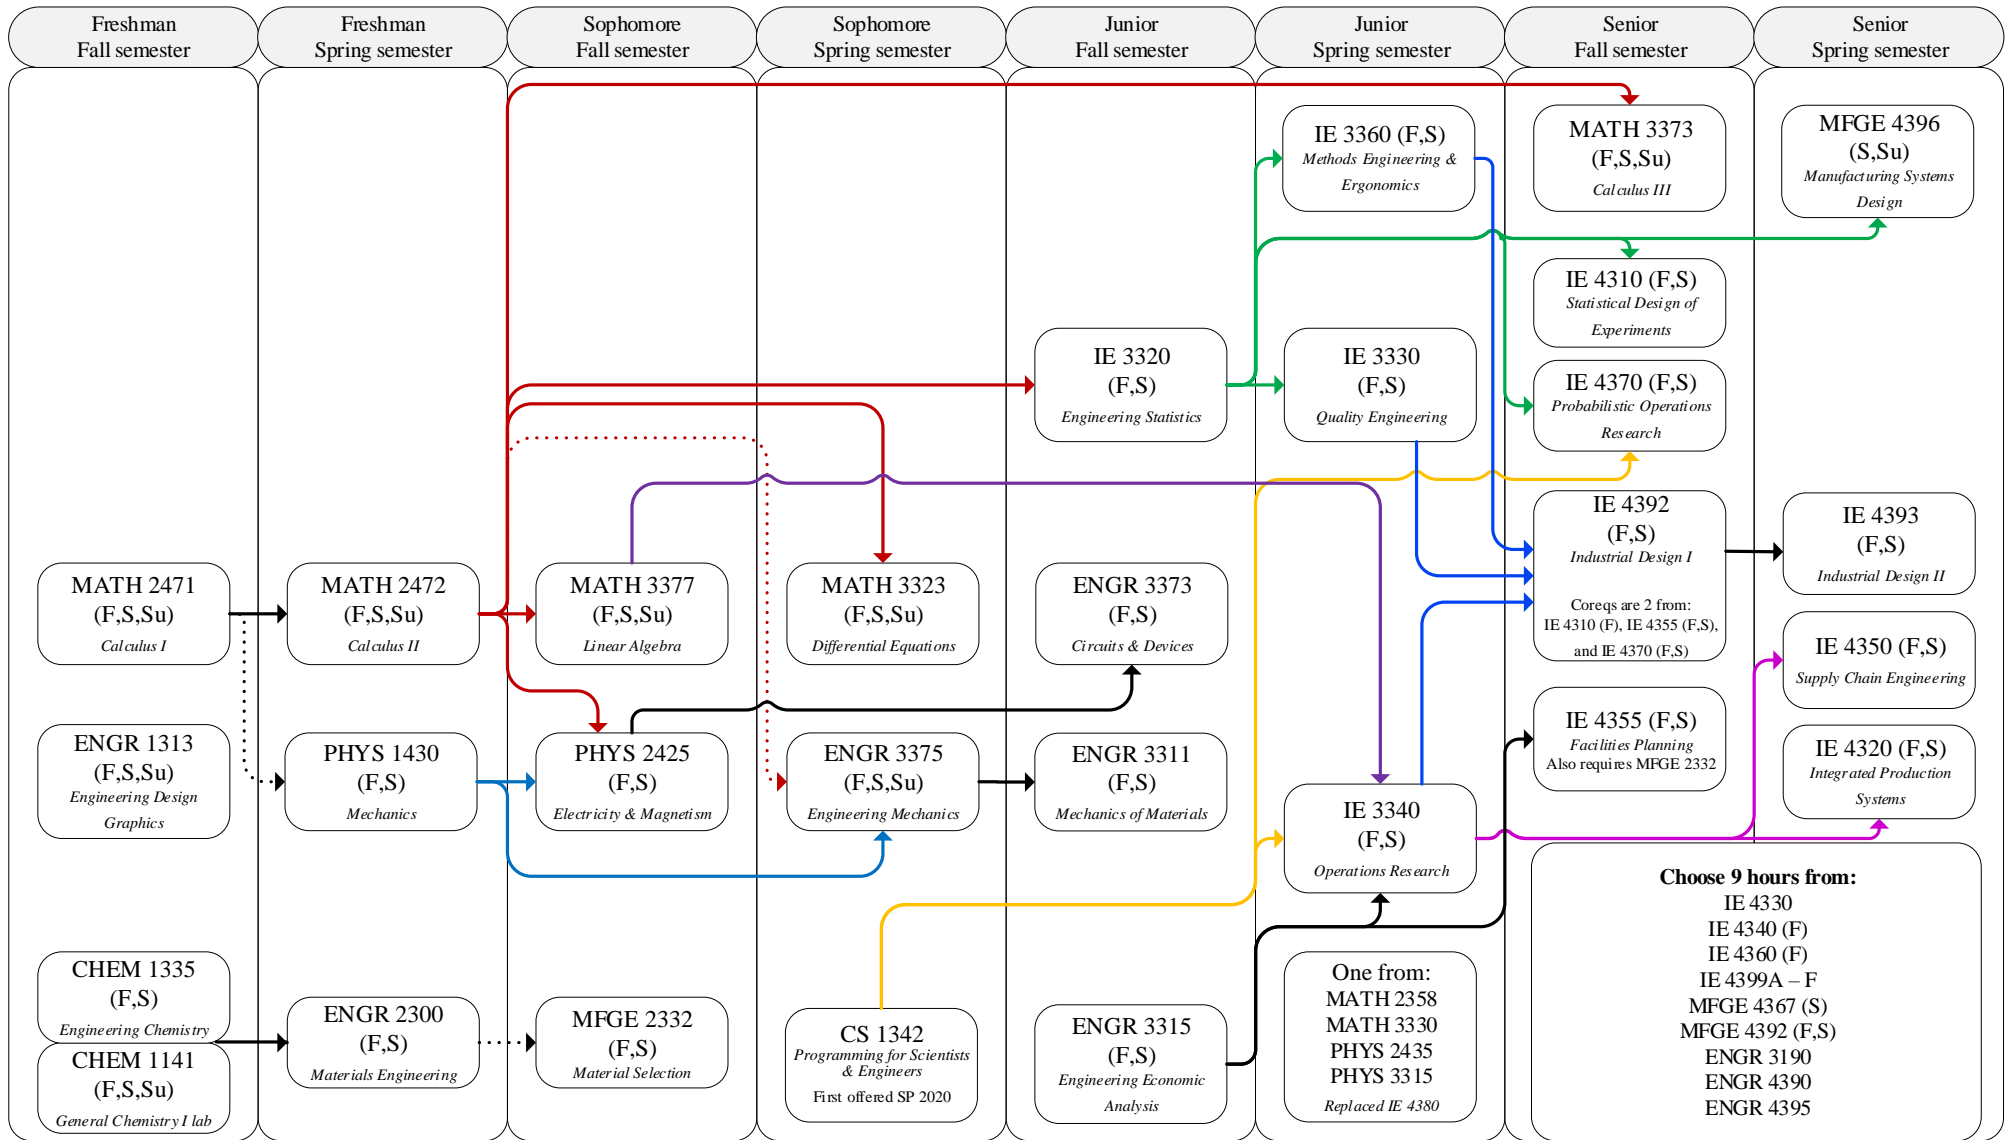 Freshman
Fall semester
Freshman
Spring semester
Sophomore
Fall semester
Sophomore
Spring semester
Junior
Fall semester
Junior
Spring semester
Senior
Fall semester
Senior
Spring semester
MATH 2471
(F,S,Su)
Calculus I
ENGR 1313
(F,S,Su)
Engineering Design
Graphics
CHEM 1335
(F,S)
Engineering Chemistry
CHEM 1141
(F,S,Su)
General Chemistry I lab
MATH 2472
(F,S,Su)
Calculus II
PHYS 1430
(F,S)
Mechanics
ENGR 2300
(F,S)
Materials Engineering
MATH 3377
(F,S,Su)
Linear Algebra
PHYS 2425
(F,S)
Electricity & Magnetism
MFGE 2332
(F,S)
Material Selection
MATH 3323
(F,S,Su)
Differential Equations
ENGR 3375
(F,S,Su)
Engineering Mechanics
CS 1342
Programming for Scientists
& Engineers
First offered SP 2020
IE 3320
(F,S)
Engineering Statistics
ENGR 3373
(F,S)
Circuits & Devices
ENGR 3311
(F,S)
Mechanics of Materials
ENGR 3315
(F,S)
Engineering Economic
Analysis
IE 3360 (F,S)
Methods Engineering &
Ergonomics
IE 3330
(F,S)
Quality Engineering
IE 3340
(F,S)
Operations Research
One from:
MATH 2358
MATH 3330
PHYS 2435
PHYS 3315
Replaced IE 4380
MATH 3373
(F,S,Su)
Calculus III
IE 4310 (F,S)
Statistical Design of
Experiments
IE 4370 (F,S)
Probabilistic Operations
Research
IE 4392
(F,S)
Industrial Design I
Coreqs are 2 from:
IE 4310 (F), IE 4355 (F,S),
and IE 4370 (F,S)
IE 4355 (F,S)
Facilities Planning
Also requires MFGE 2332
MFGE 4396
(S,Su)
Manufacturing Systems
Design
IE 4393
(F,S)
Industrial Design II
IE 4350 (F,S)
Supply Chain Engineering
IE 4320 (F,S)
Integrated Production
Systems
Choose 9 hours from:
IE 4330
IE 4340 (F)
IE 4360 (F)
IE 4399A – F
MFGE 4367 (S)
MFGE 4392 (F,S)
ENGR 3190
ENGR 4390
ENGR 4395